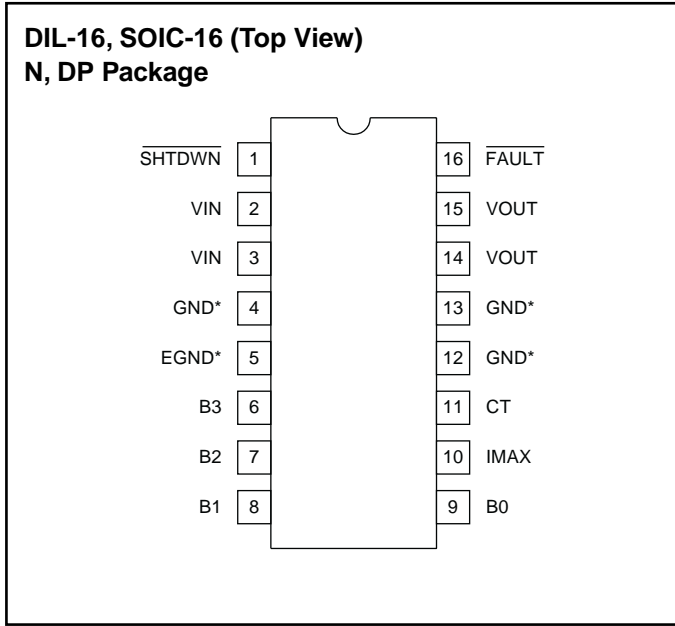 DIL-16, SOIC-16 (Top View)
N, DP Package
SHTDWN 1 16 FAULT
VIN 2 15 VOUT
VIN 3 14 VOUT
GND* 4 13 GND*
EGND* 5 12 GND*
B3 6 11 CT
B2 7 10 IMAX
B1 8 9 B0